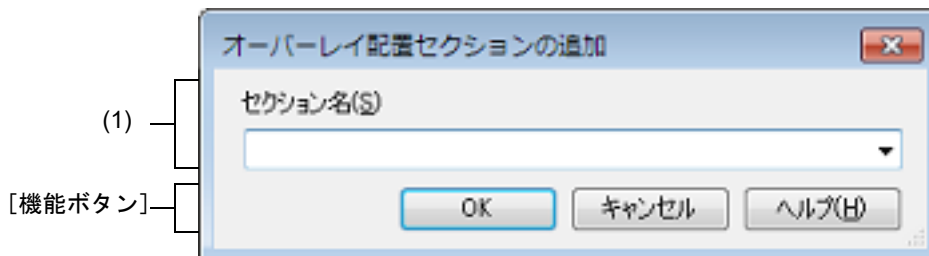 オーバーレイ配置セクションの追加
(1)
セクション名(S)
[機能ボタン]
OK
キャンセル
ヘルプ(H)